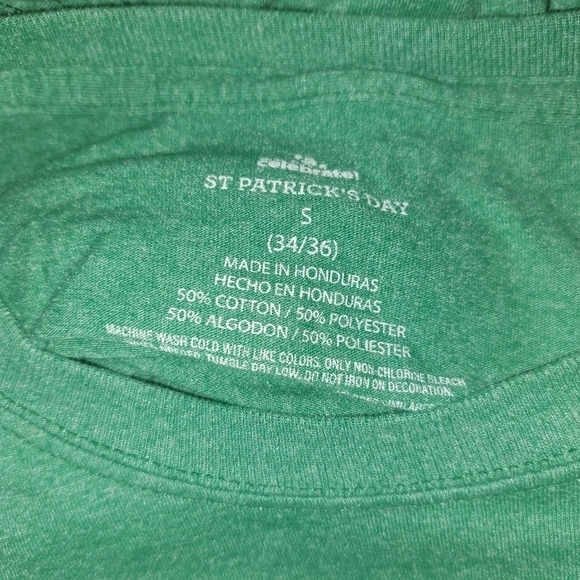 celebrate!
ST PATRICK'S DAY
S
(34/36)
MADE IN HONDURAS
HECHO EN HONDURAS
50% COTTON / 50% POLYESTER
50% ALGODON / 50% POLIESTER
MACHINE WASH COLD WITH LIKE COLORS. ONLY NON-CHLORINE BLEACH
NEEDED. TUMBLE DRY LOW. DO NOT IRON ON DECORATION.